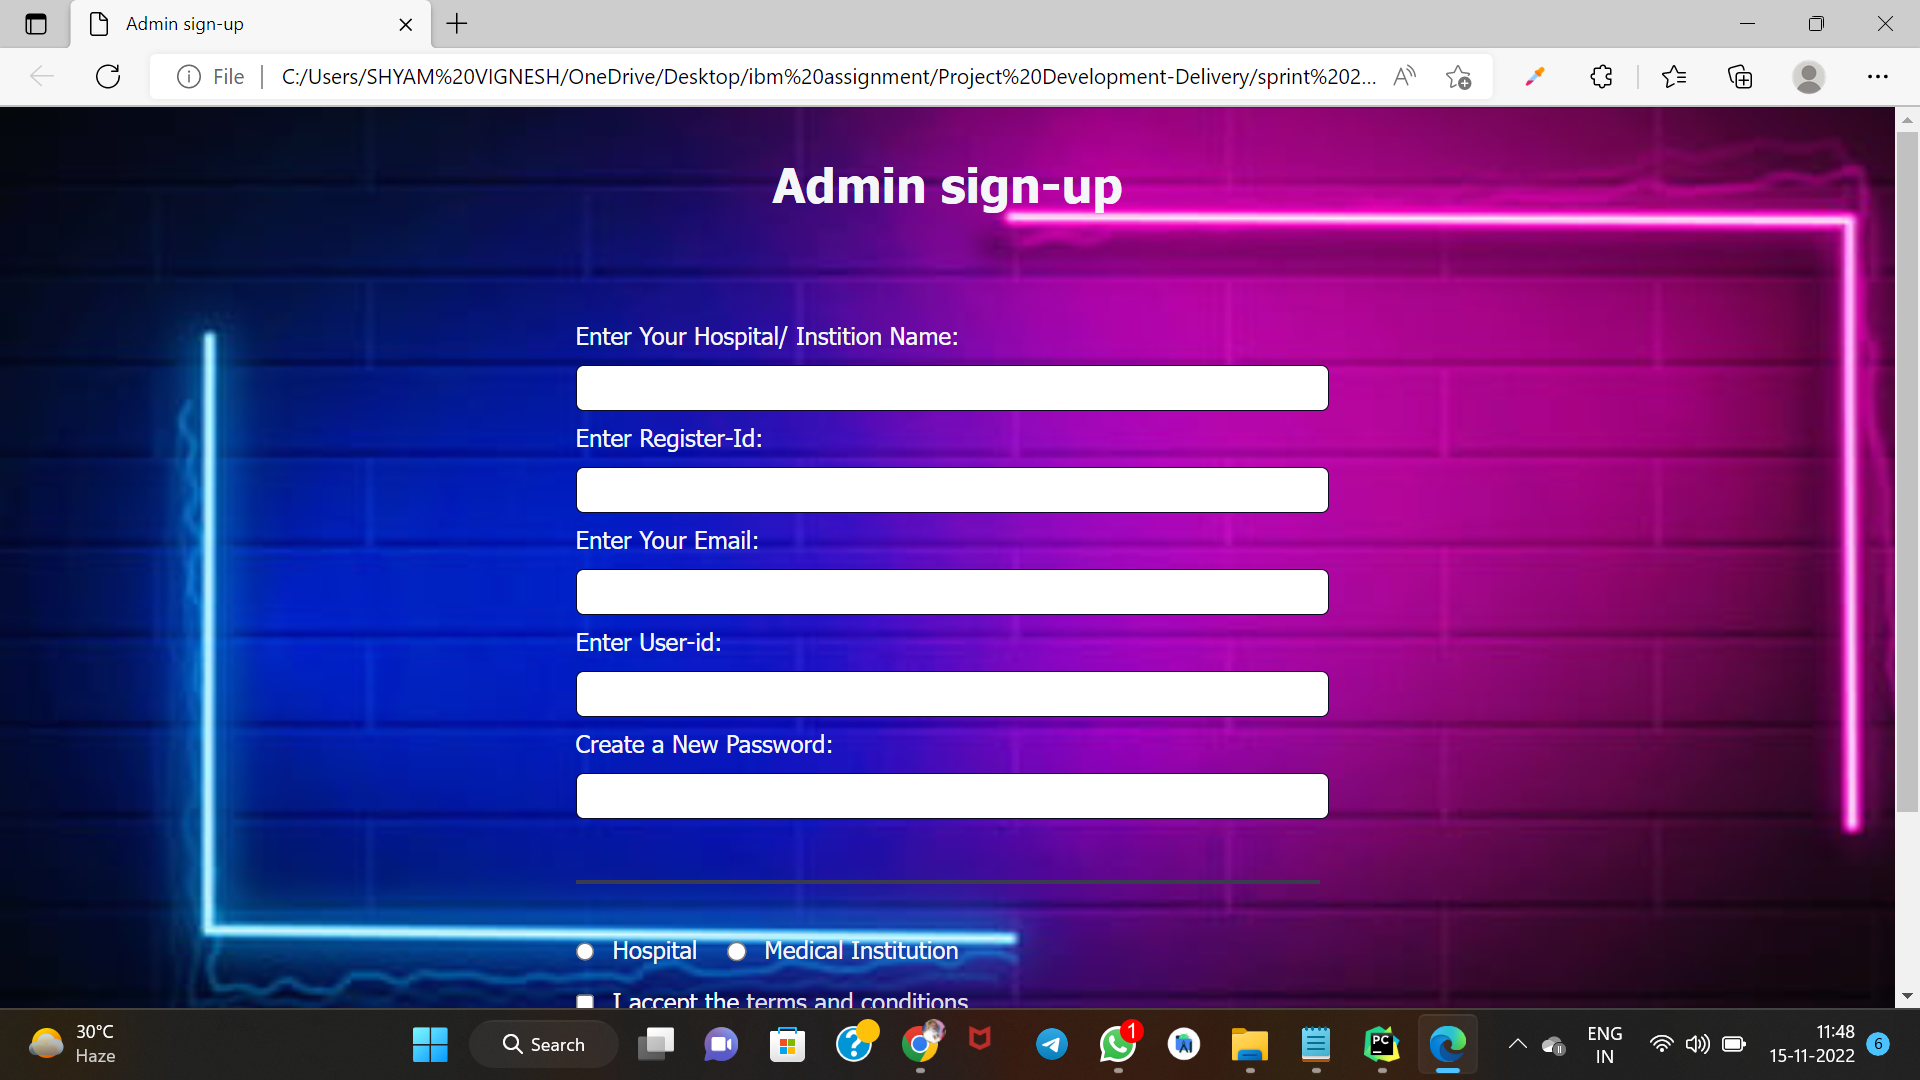 Admin sign-up
File
C:/Users/SHYAM%20VIGNESH/OneDrive/Desktop/ibm%20assignment/Project%20Development-Delivery/sprint%202...
Admin sign-up
Enter Your Hospital/ Instition Name:
Enter Register-Id:
Enter Your Email:
Enter User-id:
Create a New Password:
Hospital
Medical Institution
I accept the terms and conditions
30°C
Haze
Search
1
PC
ENG
IN
11:48
15-11-2022
6